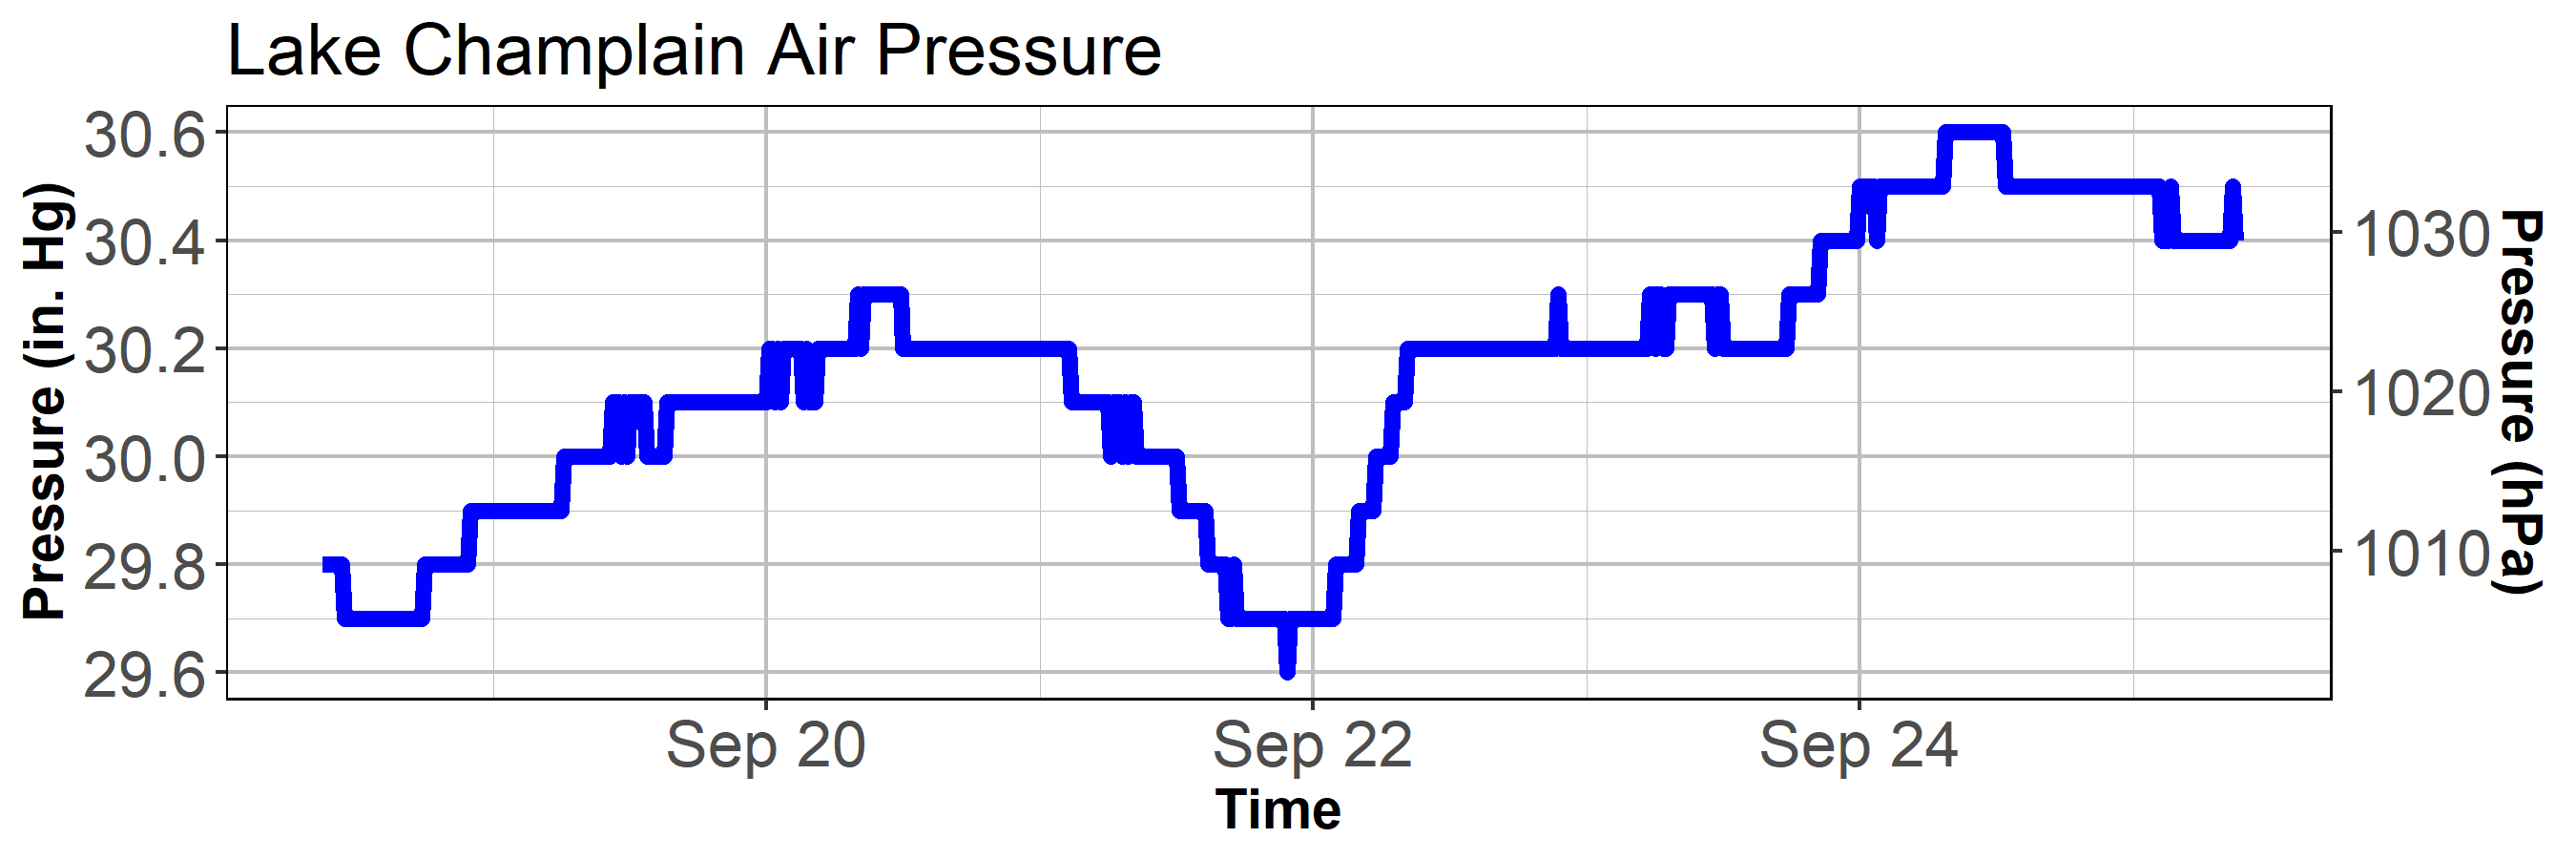 Lake Champlain Air Pressure
Pressure (in. Hg)
30.6
30.4
30.2
30.0
29.8
29.6
1030
1020
1010
Pressure (hPa)
Sep 20 Sep 22 Sep 24
Time